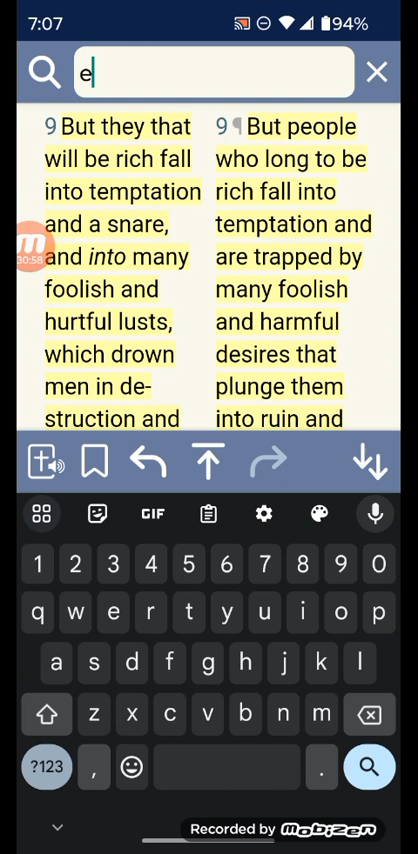 7:07
94%
e
9 But they that
will be rich fall
into temptation
and a snare,
and into many
foolish and
hurtful lusts,
which drown
men in de-
struction and
9 ¶ But people
who long to be
rich fall into
temptation and
are trapped by
many foolish
and harmful
desires that
plunge them
into ruin and
30:58
GIF
1 2 3 4 5 6 7 8 9 0
q w e r t y u i o p
a s d f g h j k l
z x c v b n m
?123 , .
Recorded by mobizen